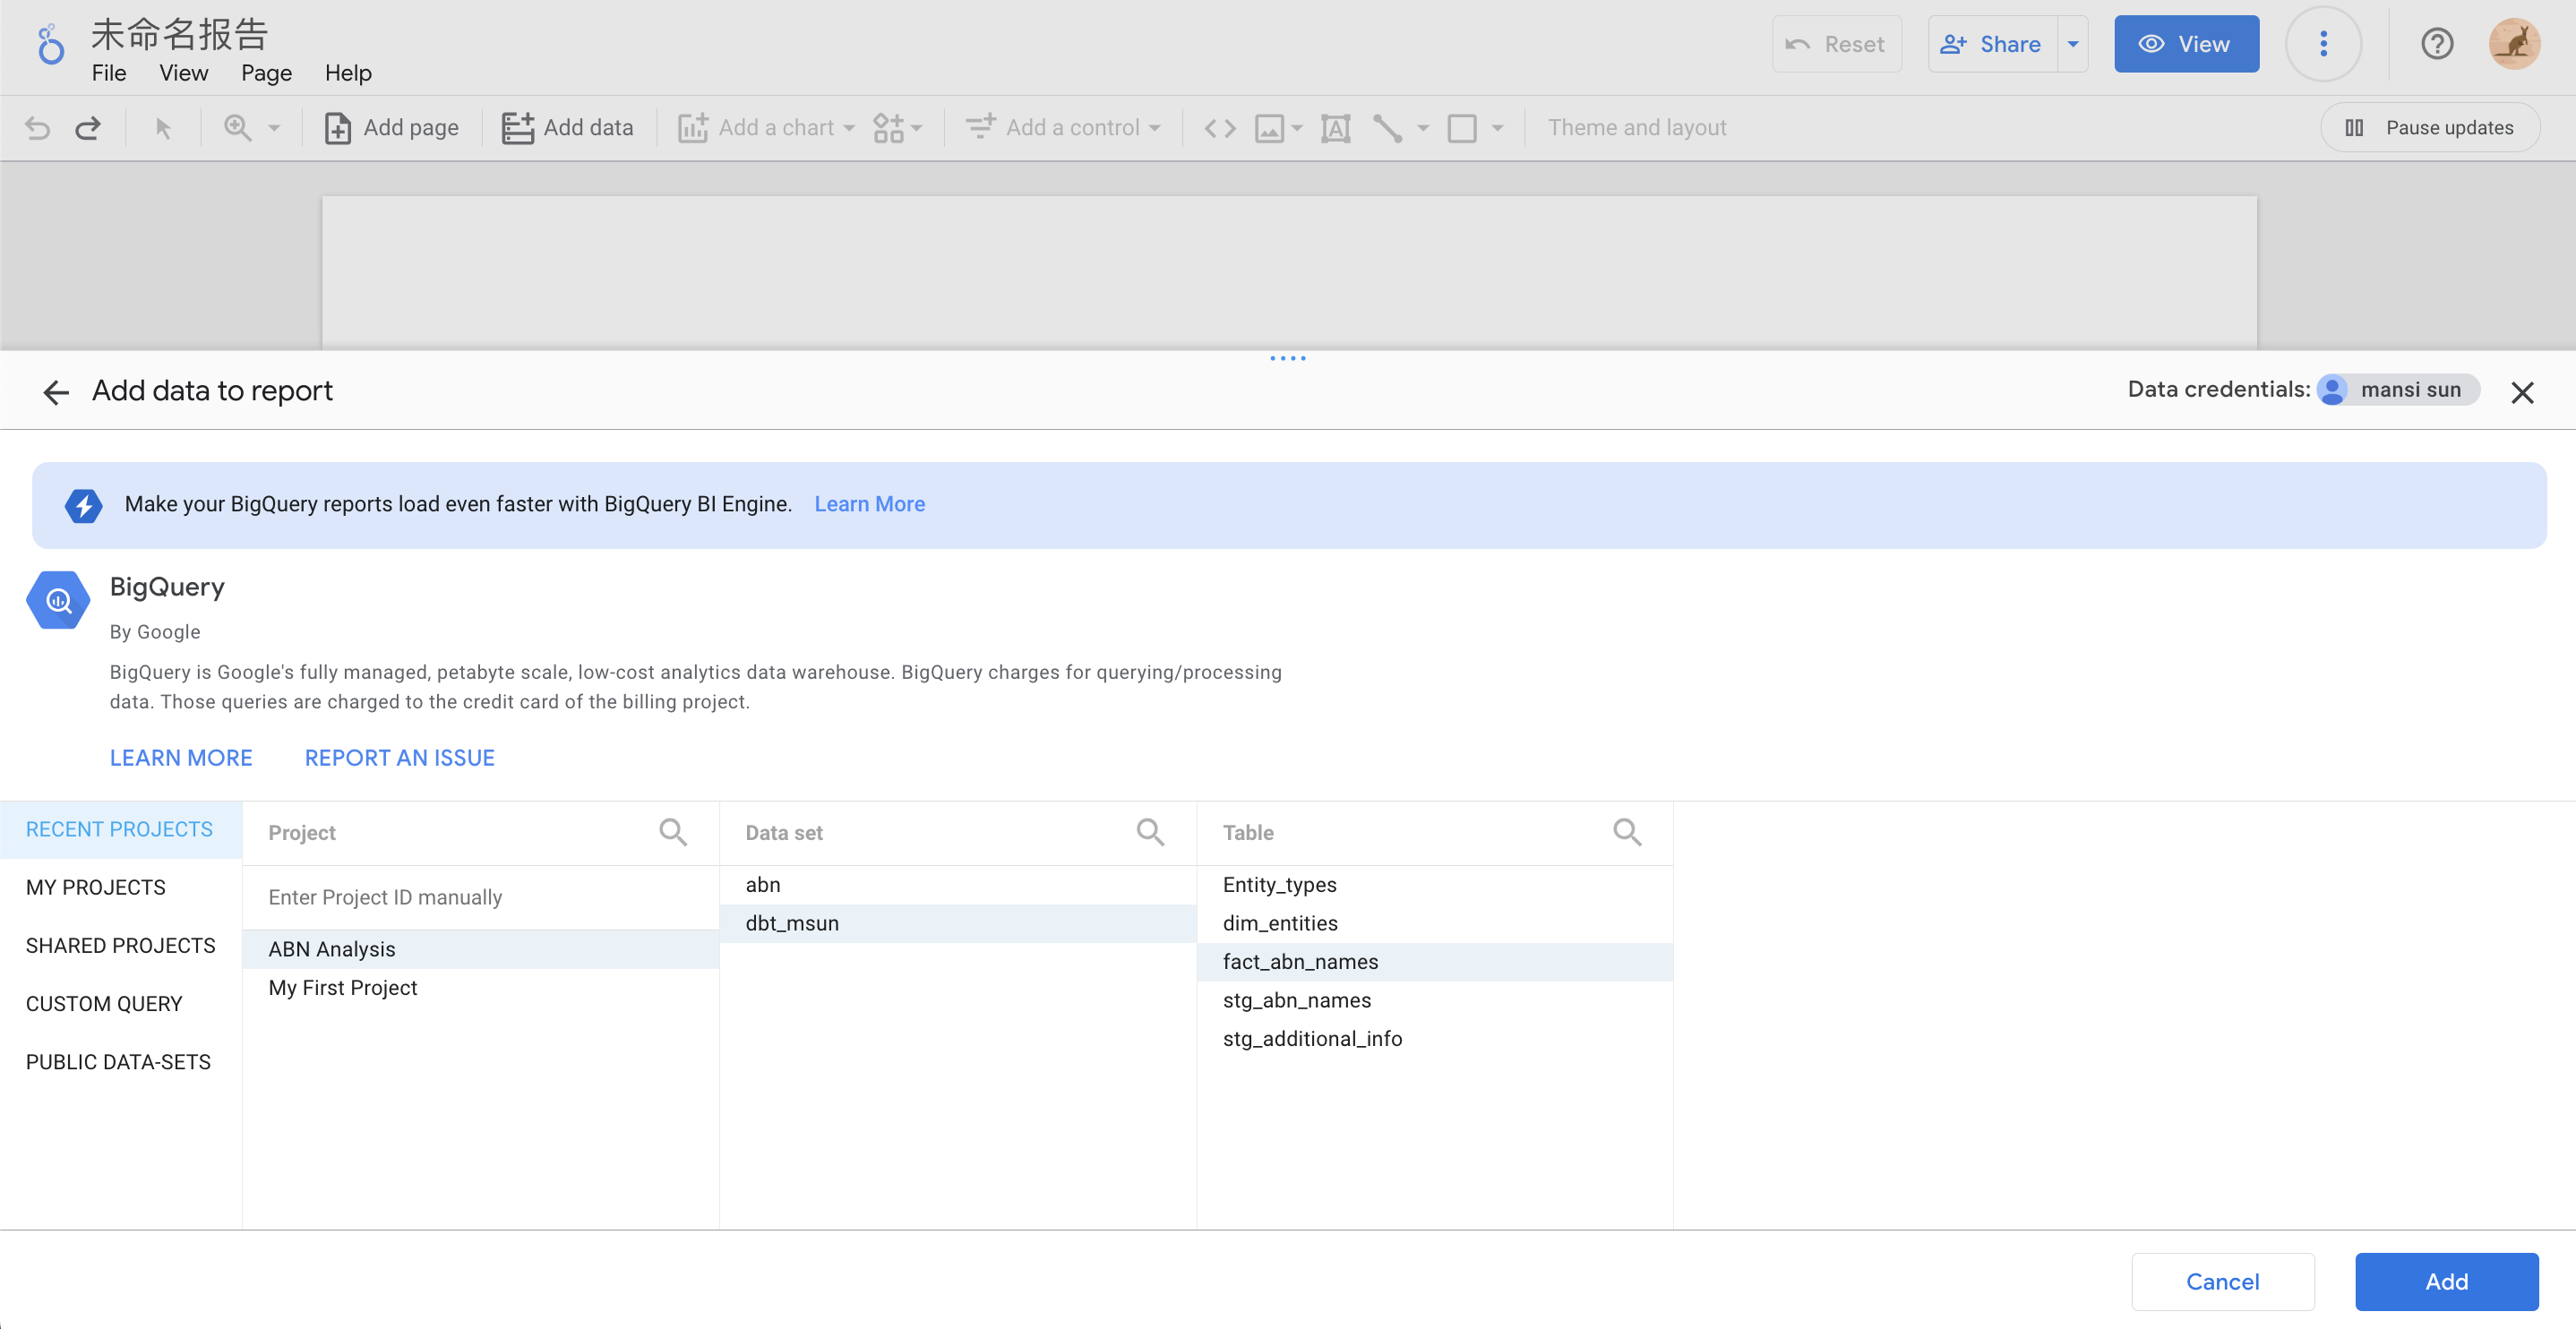 未命名报告
File View Page Help
Reset Share View
Add page Add data Add a chart Add a control Theme and layout Pause updates
Add data to report
Data credentials: mansi sun
Make your BigQuery reports load even faster with BigQuery BI Engine. Learn More
BigQuery
By Google
BigQuery is Google's fully managed, petabyte scale, low-cost analytics data warehouse. BigQuery charges for querying/processing
data. Those queries are charged to the credit card of the billing project.
LEARN MORE REPORT AN ISSUE
RECENT PROJECTS
MY PROJECTS
SHARED PROJECTS
CUSTOM QUERY
PUBLIC DATA-SETS
Project
Enter Project ID manually
ABN Analysis
My First Project
Data set
abn
dbt_msun
Table
Entity_types
dim_entities
fact_abn_names
stg_abn_names
stg_additional_info
Cancel Add